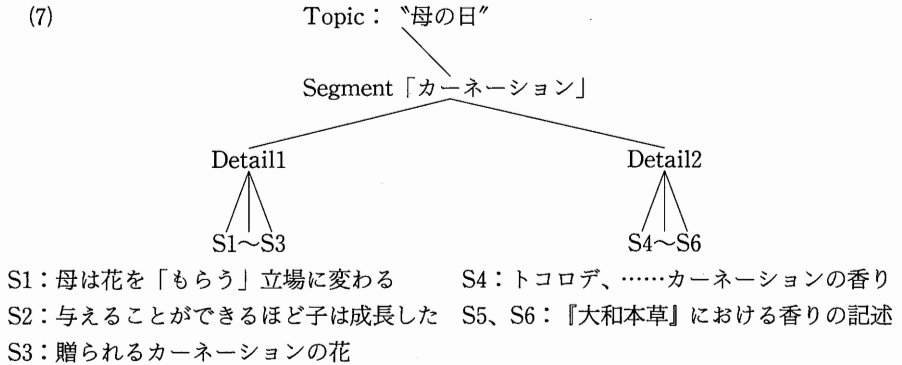 (7) Topic：〝母の日〞
Segment「カーネーション」
Detail1 Detail2
S1〜S3 S4〜S6
S1：母は花を「もらう」立場に変わる S4：トコロデ、……カーネーションの香り
S2：与えることができるほど子は成長した S5、S6：『大和本草』における香りの記述
S3：贈られるカーネーションの花